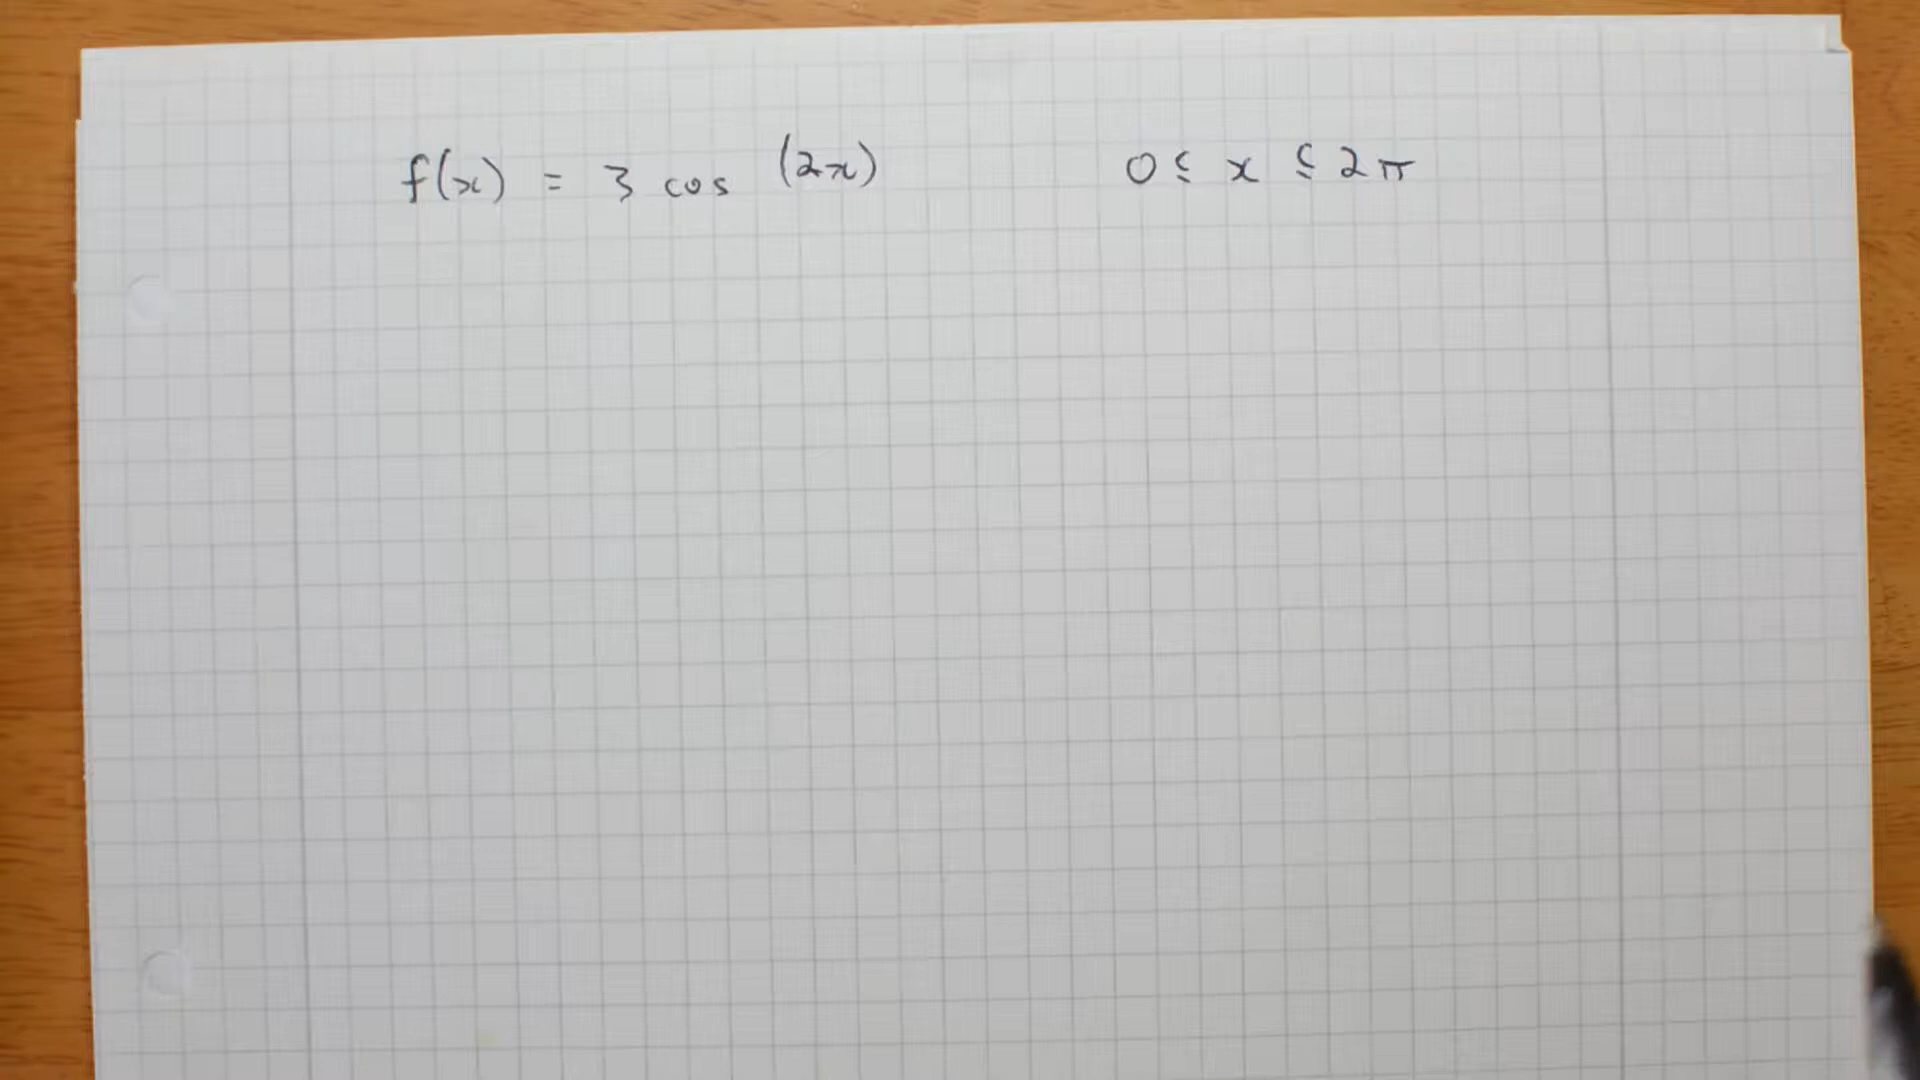 f(x) = 3 cos (2x) 0 ≤ x ≤ 2π